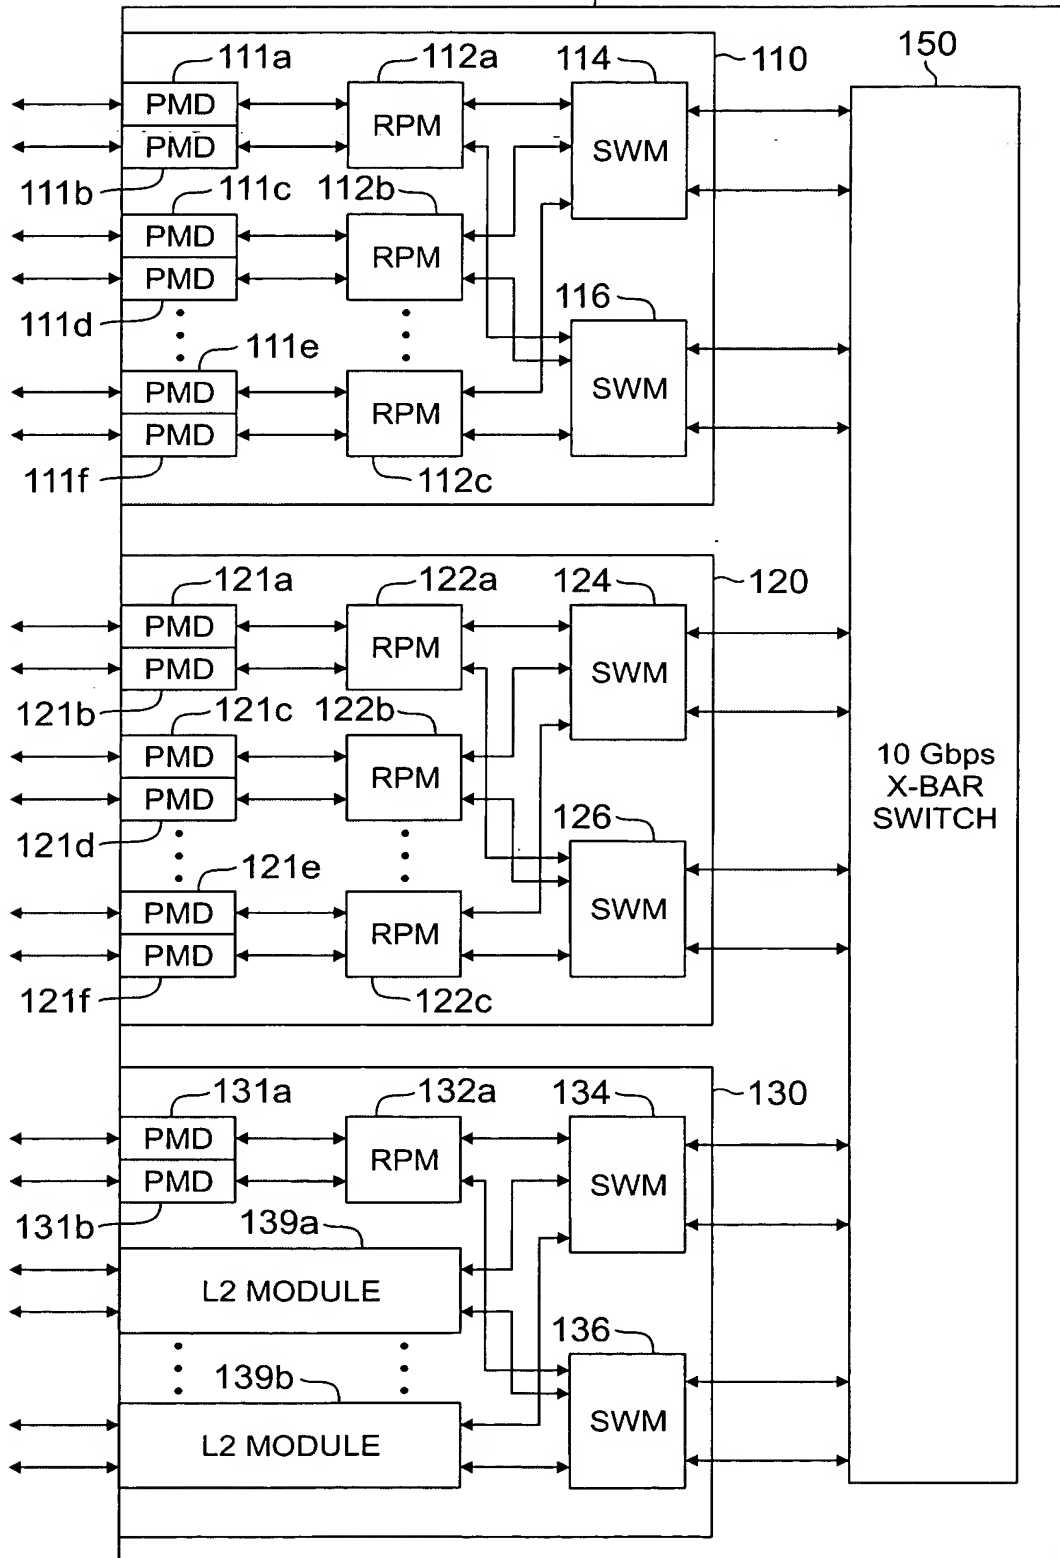 150
111a
112a
114
110
PMD
PMD
RPM
SWM
111b
111c
112b
PMD
PMD
RPM
111d
116
111e
PMD
PMD
RPM
SWM
111f
112c
121a
122a
124
120
PMD
PMD
RPM
SWM
121b
121c
122b
PMD
PMD
RPM
10 Gbps
X-BAR
SWITCH
121d
126
121e
PMD
PMD
RPM
SWM
121f
122c
131a
132a
134
130
PMD
PMD
RPM
SWM
131b
139a
L2 MODULE
136
139b
L2 MODULE
SWM